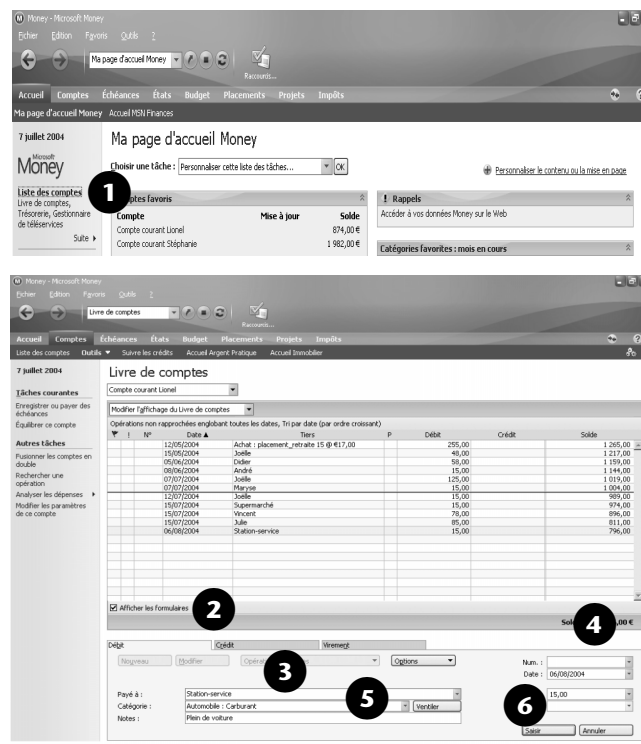 Money - Microsoft Money
Fichier Edition Favoris Outils ?
Ma page d'accueil Money
Raccourcis...
Accueil Comptes Échéances États Budget Placements Projets Impôts
Ma page d'accueil Money Accueil MSN Finances
7 juillet 2004
Ma page d'accueil Money
Microsoft
Money
Choisir une tâche : Personnaliser cette liste des tâches... OK
Personnaliser le contenu ou la mise en page
Liste des comptes
Livre de comptes,
Trésorerie, Gestionnaire
de téléservices
Suite
1
Comptes favoris
Compte Mise à jour Solde
Compte courant Lionel 874,00 €
Compte courant Stéphanie 1 982,00 €
! Rappels
Accéder à vos données Money sur le Web
Catégories favorites : mois en cours
Money - Microsoft Money
Fichier Edition Favoris Outils ?
Livre de comptes
Raccourcis...
Accueil Comptes Échéances États Budget Placements Projets Impôts
Liste des comptes Outils Suivre les crédits Accueil Argent Pratique Accueil Immobilier
7 juillet 2004
Tâches courantes
Enregistrer ou payer des
échéances
Équilibrer ce compte
Autres tâches
Fusionner les comptes en
double
Rechercher une
opération
Analyser les dépenses
Modifier les paramètres
de ce compte
Livre de comptes
Compte courant Lionel
Modifier l'affichage du Livre de comptes
Opérations non rapprochées englobant toutes les dates, Tri par date (par ordre croissant)
! N° Date Tiers P Débit Crédit Solde
12/05/2004 Achat : placement_retraite 15 @ €17,00 255,00 1 265,00
15/05/2004 Joëlle 48,00 1 217,00
05/06/2004 Didier 58,00 1 159,00
08/06/2004 André 15,00 1 144,00
07/07/2004 Joëlle 125,00 1 019,00
07/07/2004 Maryse 15,00 1 004,00
12/07/2004 Joëlle 15,00 989,00
15/07/2004 Supermarché 15,00 974,00
15/07/2004 Vincent 78,00 896,00
15/07/2004 Julie 85,00 811,00
06/08/2004 Station-service 15,00 796,00
Afficher les formulaires
2
4
,00 €
Débit Crédit Virement
Nouveau Modifier
3
Options
Num. :
Date : 06/08/2004
Payé à : Station-service
5
15,00
Catégorie : Automobile : Carburant Ventiler
Notes : Plein de voiture
6
Saisir Annuler